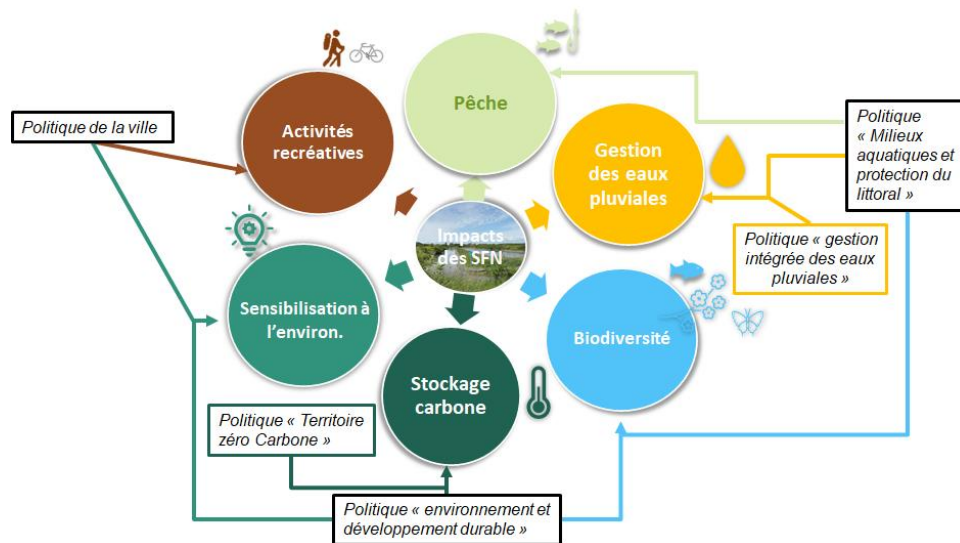 Pêche
Politique de la ville
Activités
récréatives
Gestion
des eaux
pluviales
Politique
« Milieux
aquatiques et
protection du
littoral »
Impacts
des SFN
Politique « gestion
intégrée des eaux
pluviales »
Sensibilisation à
l'environ.
Biodiversité
Stockage
carbone
Politique « Territoire
zéro Carbone »
Politique « environnement et
développement durable »